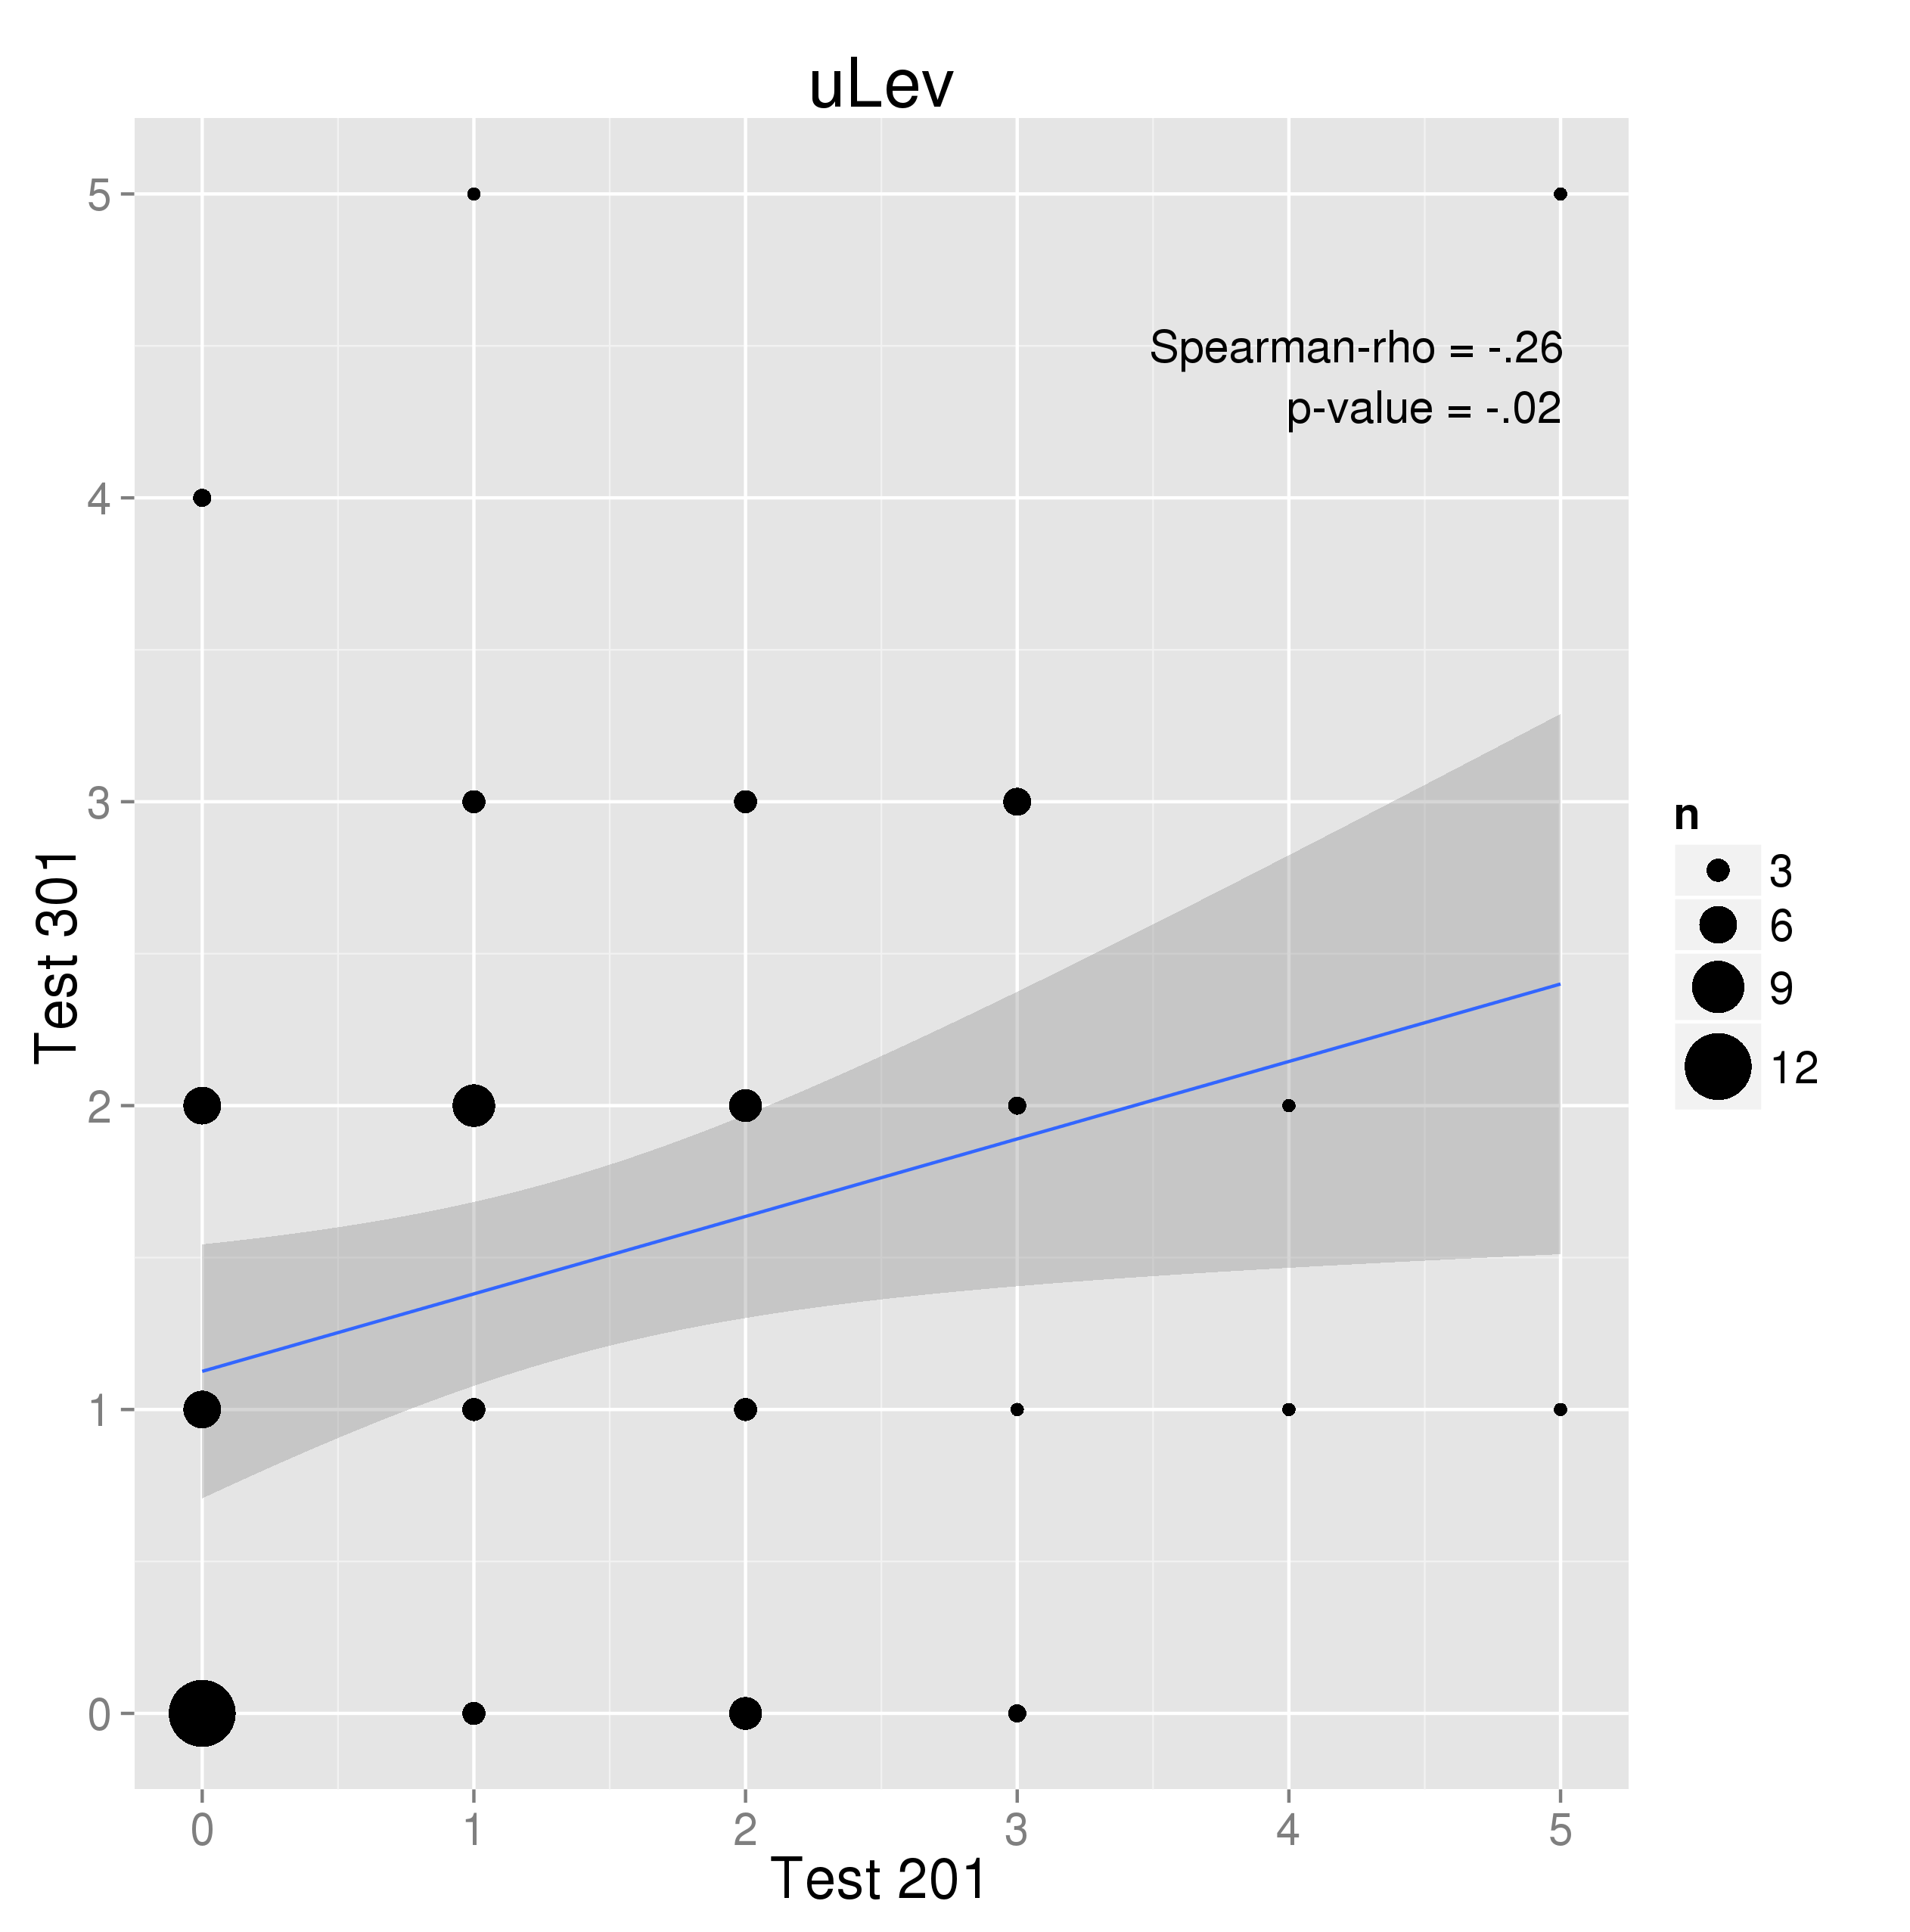 uLev
5
4
3
2
1
0
Test 301
Spearman-rho = -.26
p-value = -.02
0 1 2 3 4 5
Test 201
n
3
6
9
12